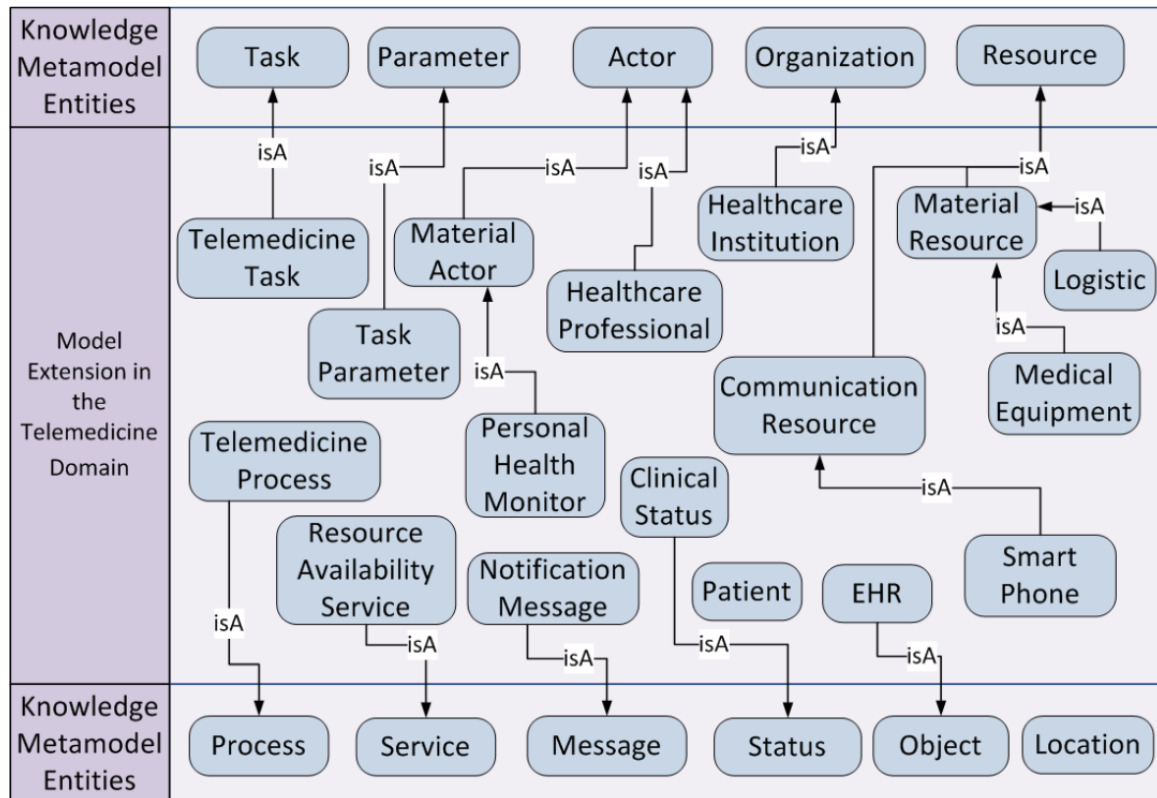 Knowledge
Metamodel
Entities
Task
Parameter
Actor
Organization
Resource
isA
isA
isA
isA
isA
isA
Telemedicine
Task
Task
Parameter
Material
Actor
Healthcare
Professional
Healthcare
Institution
Material
Resource
isA
Logistic
isA
Medical
Equipment
Model
Extension in
the
Telemedicine
Domain
isA
Communication
Resource
Telemedicine
Process
Personal
Health
Monitor
Clinical
Status
isA
Smart
Phone
Resource
Availability
Service
Notification
Message
Patient
EHR
isA
isA
isA
isA
isA
Knowledge
Metamodel
Entities
Process
Service
Message
Status
Object
Location